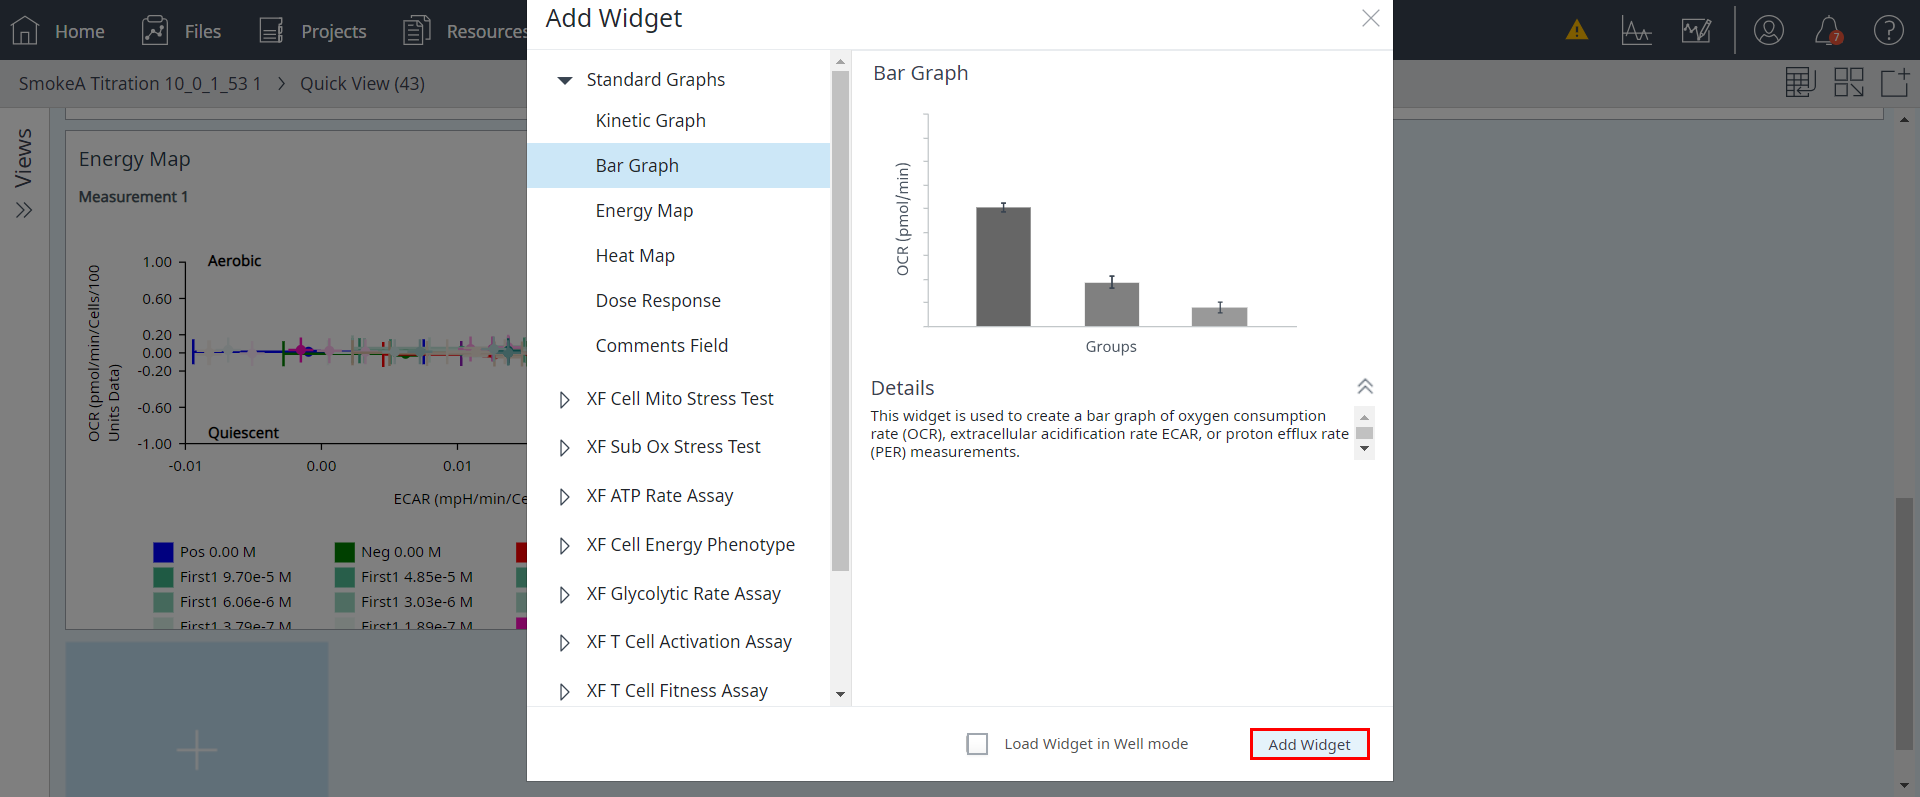 Home
Files
Projects
Resources
7
SmokeA Titration 10_0_1_53 1
Quick View (43)
Views
Energy Map
Measurement 1
OCR (pmol/min/Cells/100
Units Data)
1.00
0.60
0.20
0.00
-0.20
-0.60
-1.00
Aerobic
Quiescent
-0.01
0.00
0.01
ECAR (mpH/min/Ce
Pos 0.00 M
Neg 0.00 M
First1 9.70e-5 M
First1 4.85e-5 M
First1 6.06e-6 M
First1 3.03e-6 M
First1 3.79e-7 M
First1 1.89e-7 M
Add Widget
Standard Graphs
Kinetic Graph
Bar Graph
Energy Map
Heat Map
Dose Response
Comments Field
XF Cell Mito Stress Test
XF Sub Ox Stress Test
XF ATP Rate Assay
XF Cell Energy Phenotype
XF Glycolytic Rate Assay
XF T Cell Activation Assay
XF T Cell Fitness Assay
Bar Graph
OCR (pmol/min)
Groups
Details
This widget is used to create a bar graph of oxygen consumption
rate (OCR), extracellular acidification rate ECAR, or proton efflux rate
(PER) measurements.
Load Widget in Well mode
Add Widget